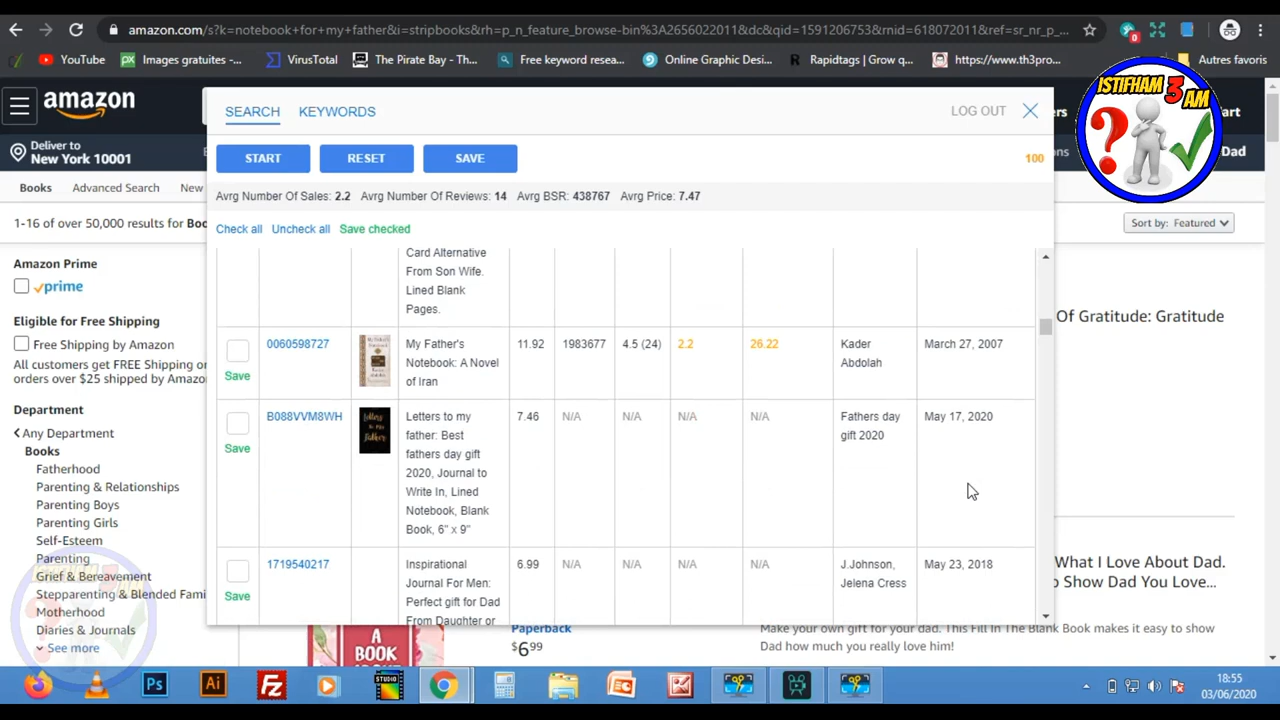 amazon.com/s?k=notebook+for+my+father&i=stripbooks&rh=p_n_feature_browse-bin%3A2656022011&dc&qid=1591206753&rnid=618072011&ref=sr_nr_p_...
YouTube
Images gratuites -...
VirusTotal
The Pirate Bay - Th...
Free keyword resea...
Online Graphic Desi...
Rapidtags | Grow q...
https://www.th3pro...
Autres favoris
0
amazon
Deliver to
New York 10001
Books
Advanced Search
New
1-16 of over 50,000 results for Boo
Amazon Prime
prime
Eligible for Free Shipping
Free Shipping by Amazon
All customers get FREE Shipping on
orders over $25 shipped by Amazo
Department
Any Department
Books
Fatherhood
Parenting & Relationships
Parenting Boys
Parenting Girls
Self-Esteem
Parenting
Grief & Bereavement
Stepparenting & Blended Fami
Motherhood
Diaries & Journals
See more
SEARCH
KEYWORDS
LOG OUT
START
RESET
SAVE
100
Avrg Number Of Sales: 2.2 Avrg Number Of Reviews: 14 Avrg BSR: 438767 Avrg Price: 7.47
Check all Uncheck all Save checked
Card Alternative
From Son Wife.
Lined Blank
Pages.
Save
0060598727
My Father's
Notebook: A Novel
of Iran
11.92
1983677
4.5 (24)
2.2
26.22
Kader
Abdolah
March 27, 2007
Save
B088VVM8WH
Letters to my
father: Best
fathers day gift
2020, Journal to
Write In, Lined
Notebook, Blank
Book, 6" x 9"
7.46
N/A
N/A
N/A
N/A
Fathers day
gift 2020
May 17, 2020
Save
1719540217
Inspirational
Journal For Men:
Perfect gift for Dad
From Daughter or
6.99
N/A
N/A
N/A
N/A
J.Johnson,
Jelena Cress
May 23, 2018
ISTIFHAM 3 AM
Dad
Sort by: Featured
Of Gratitude: Gratitude
What I Love About Dad.
Show Dad You Love...
A
BOOK
Paperback
$6.99
Make your own gift for your dad. This Fill In The Blank Book makes it easy to show
Dad how much you really love him!
Ps
Ai
Fz
STUDIO
18:55
03/06/2020